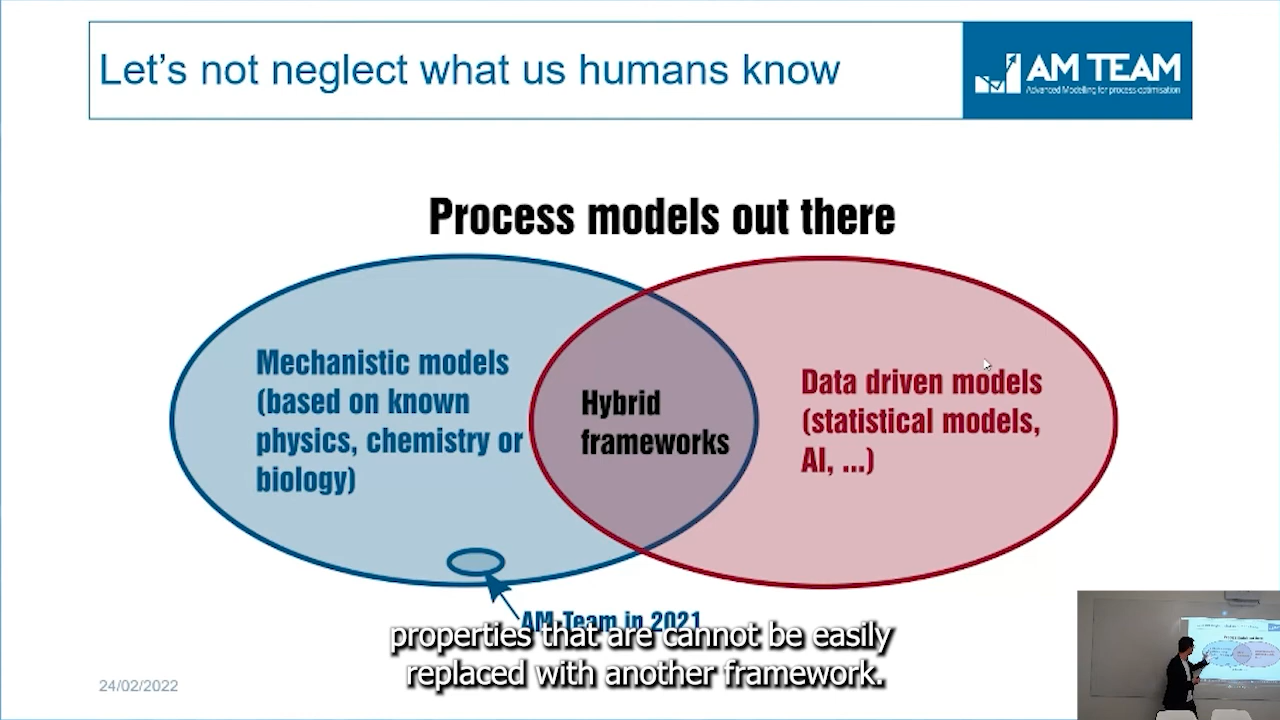 Let's not neglect what us humans know
AM TEAM
Advanced Modelling for process optimisation
Process models out there
Mechanistic models
(based on known
physics, chemistry or
biology)
Hybrid
frameworks
Data driven models
(statistical models,
AI, ...)
AM-Team in 2021
properties that are cannot be easily
replaced with another framework.
24/02/2022